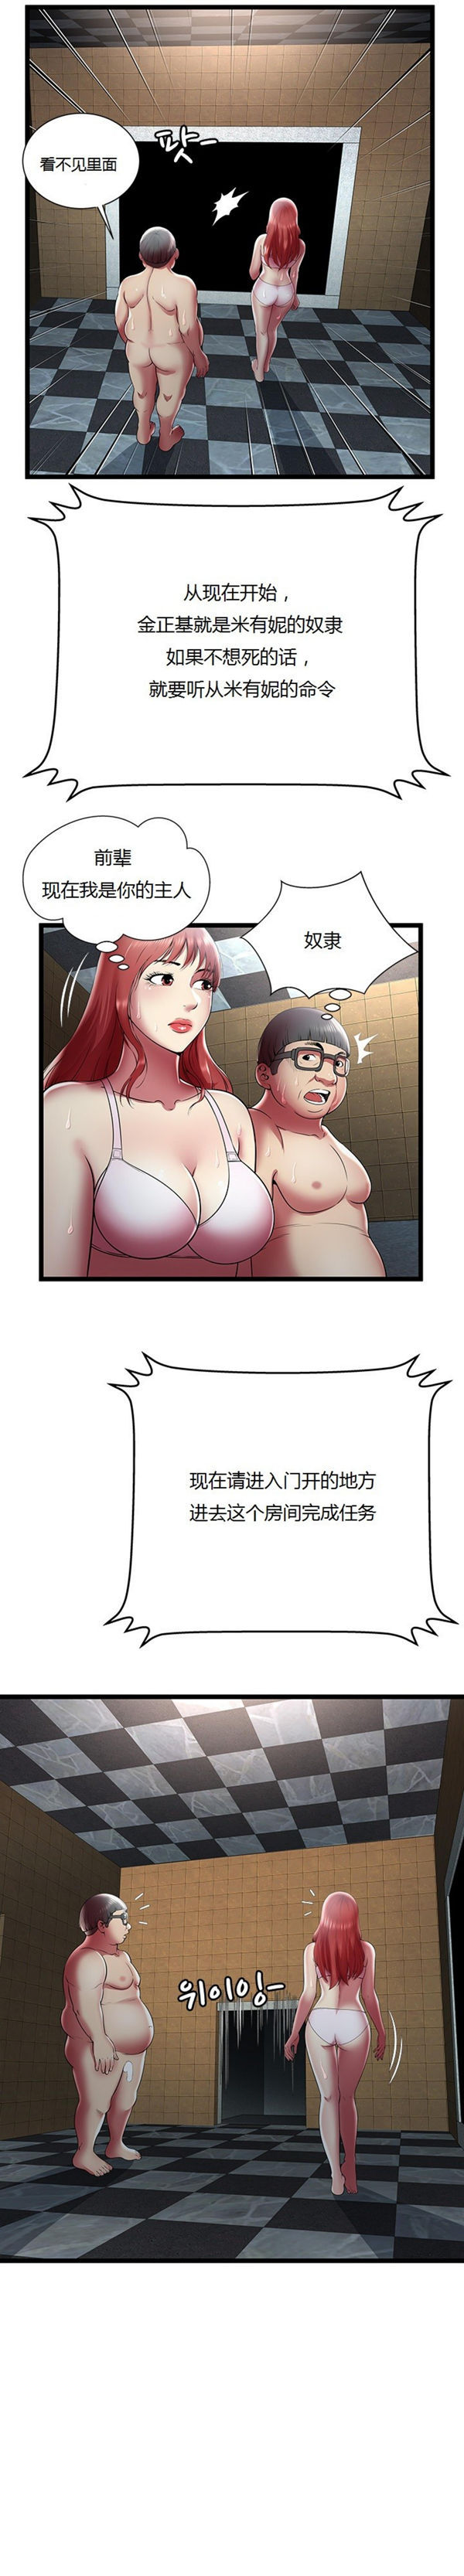 팟-
看不见里面
从现在开始，
金正基就是米有妮的奴隶
如果不想死的话，
就要听从米有妮的命令
前辈
现在我是你的主人
奴隶
现在请进入门开的地方
进去这个房间完成任务
위이잉-